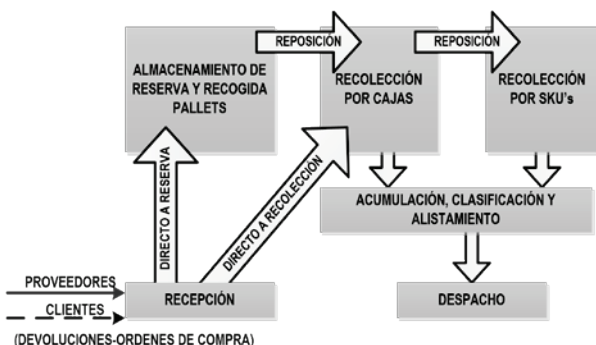 REPOSICIÓN
REPOSICIÓN
ALMACENAMIENTO DE
RESERVA Y RECOGIDA
PALLETS
RECOLECCIÓN
POR CAJAS
RECOLECCIÓN
POR SKU's
DIRECTO A RESERVA
DIRECTO A RECOLECCIÓN
ACUMULACIÓN, CLASIFICACIÓN Y
ALISTAMIENTO
PROVEEDORES
CLIENTES
(DEVOLUCIONES-ORDENES DE COMPRA)
RECEPCIÓN
DESPACHO